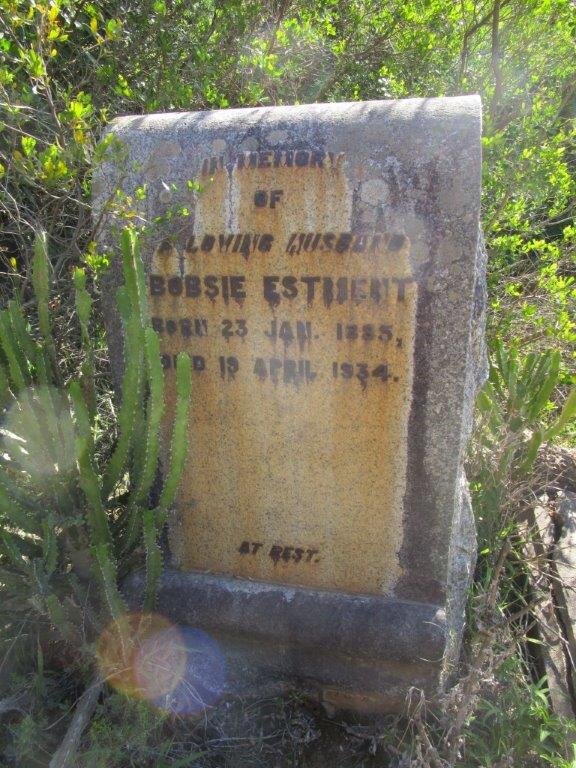 IN MEMORY
OF
A LOVING HUSBAND
BOBSIE ESTMENT
BORN 23 JAN. 1885,
DIED 19 APRIL 1934.
AT REST.